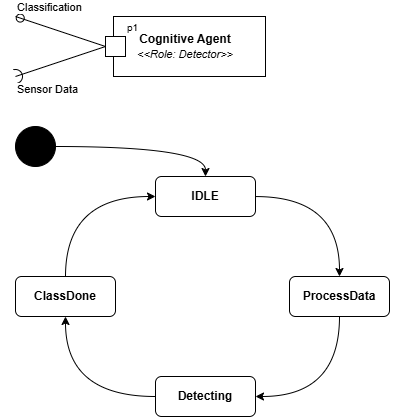 Classification
p1
Cognitive Agent
<<Role: Detector>>
Sensor Data
IDLE
ClassDone
ProcessData
Detecting